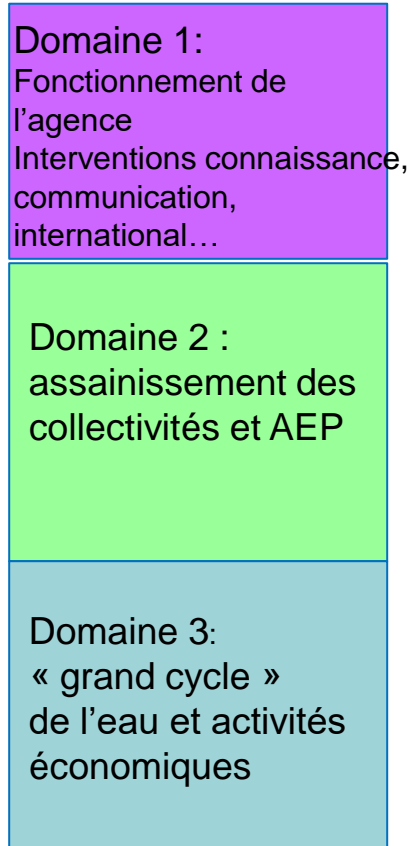 Domaine 1:
Fonctionnement de
l’agence
Interventions connaissance,
communication,
international…
Domaine 2 :
assainissement des
collectivités et AEP
Domaine 3:
« grand cycle »
de l’eau et activités
économiques